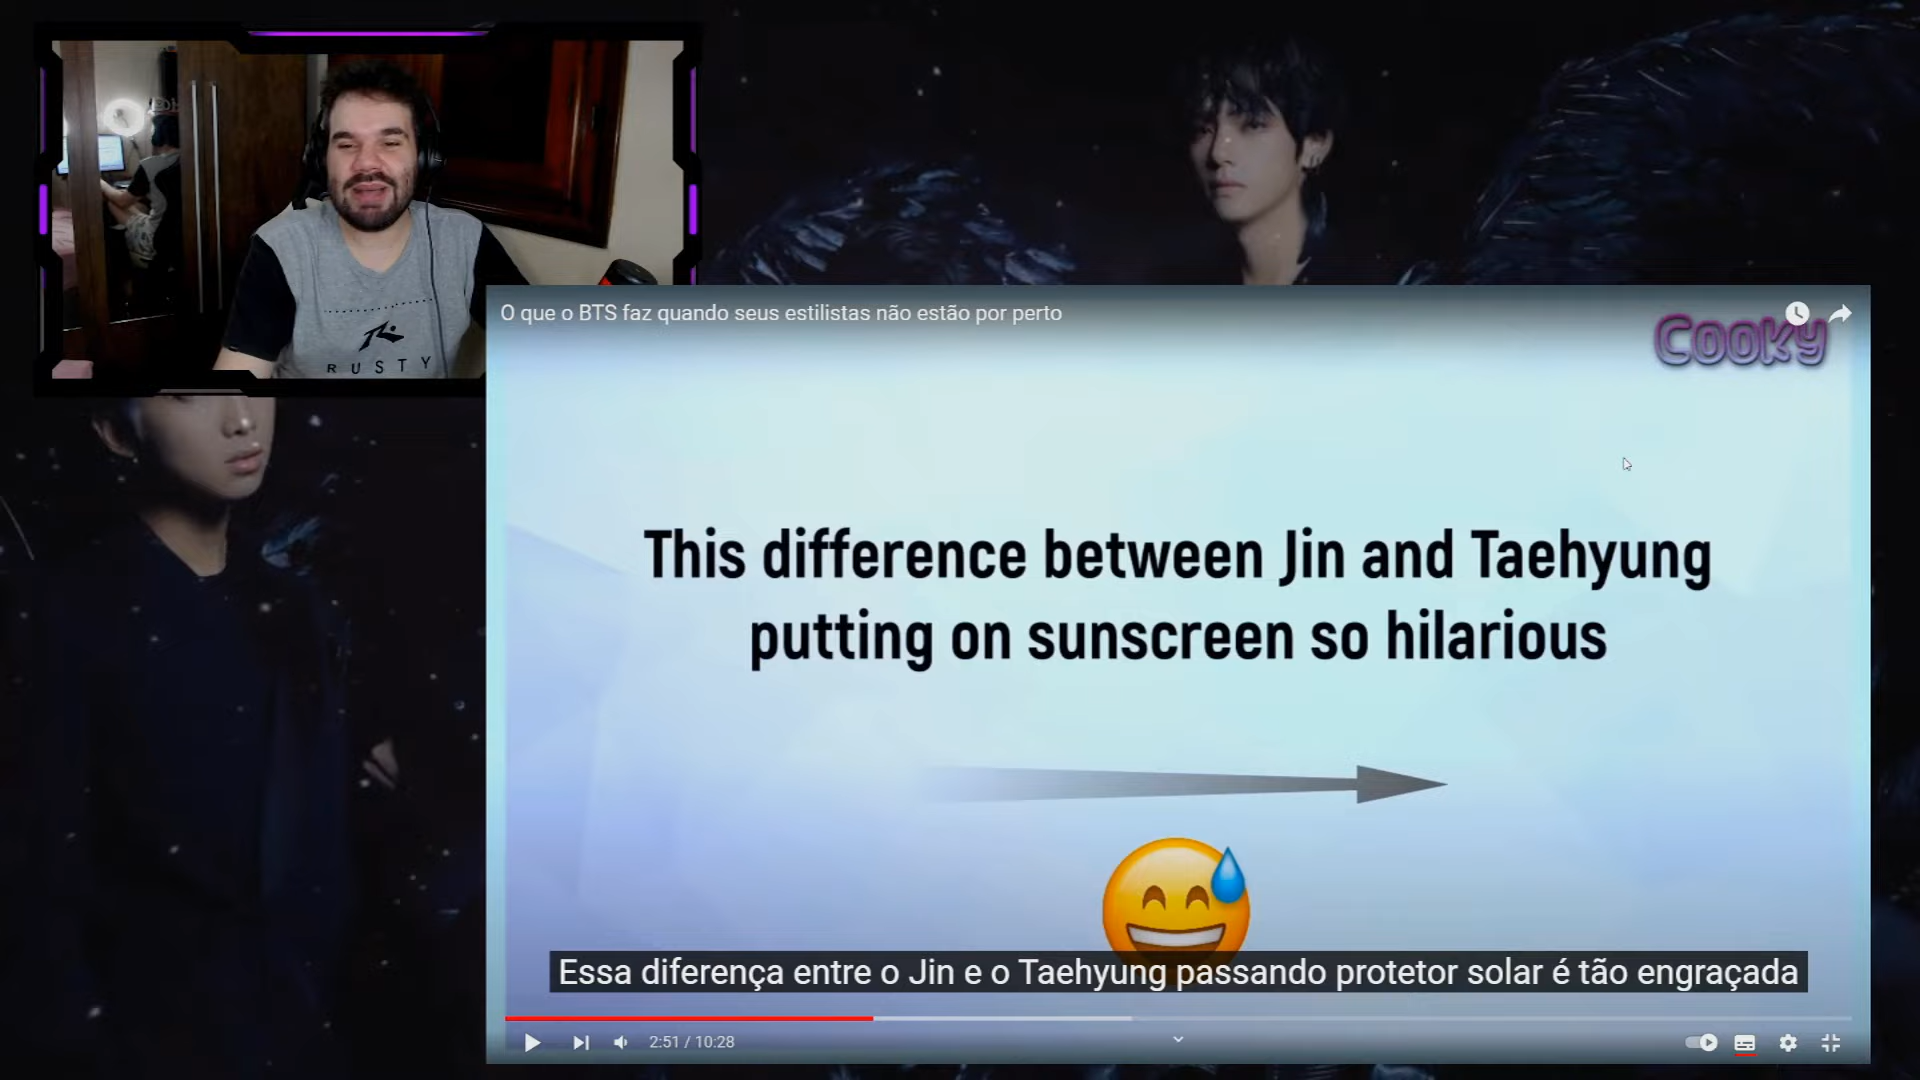 RUSTY
O que o BTS faz quando seus estilistas não estão por perto
Cooky
This difference between Jin and Taehyung
putting on sunscreen so hilarious
Essa diferença entre o Jin e o Taehyung passando protetor solar é tão engraçada
2:51 / 10:28